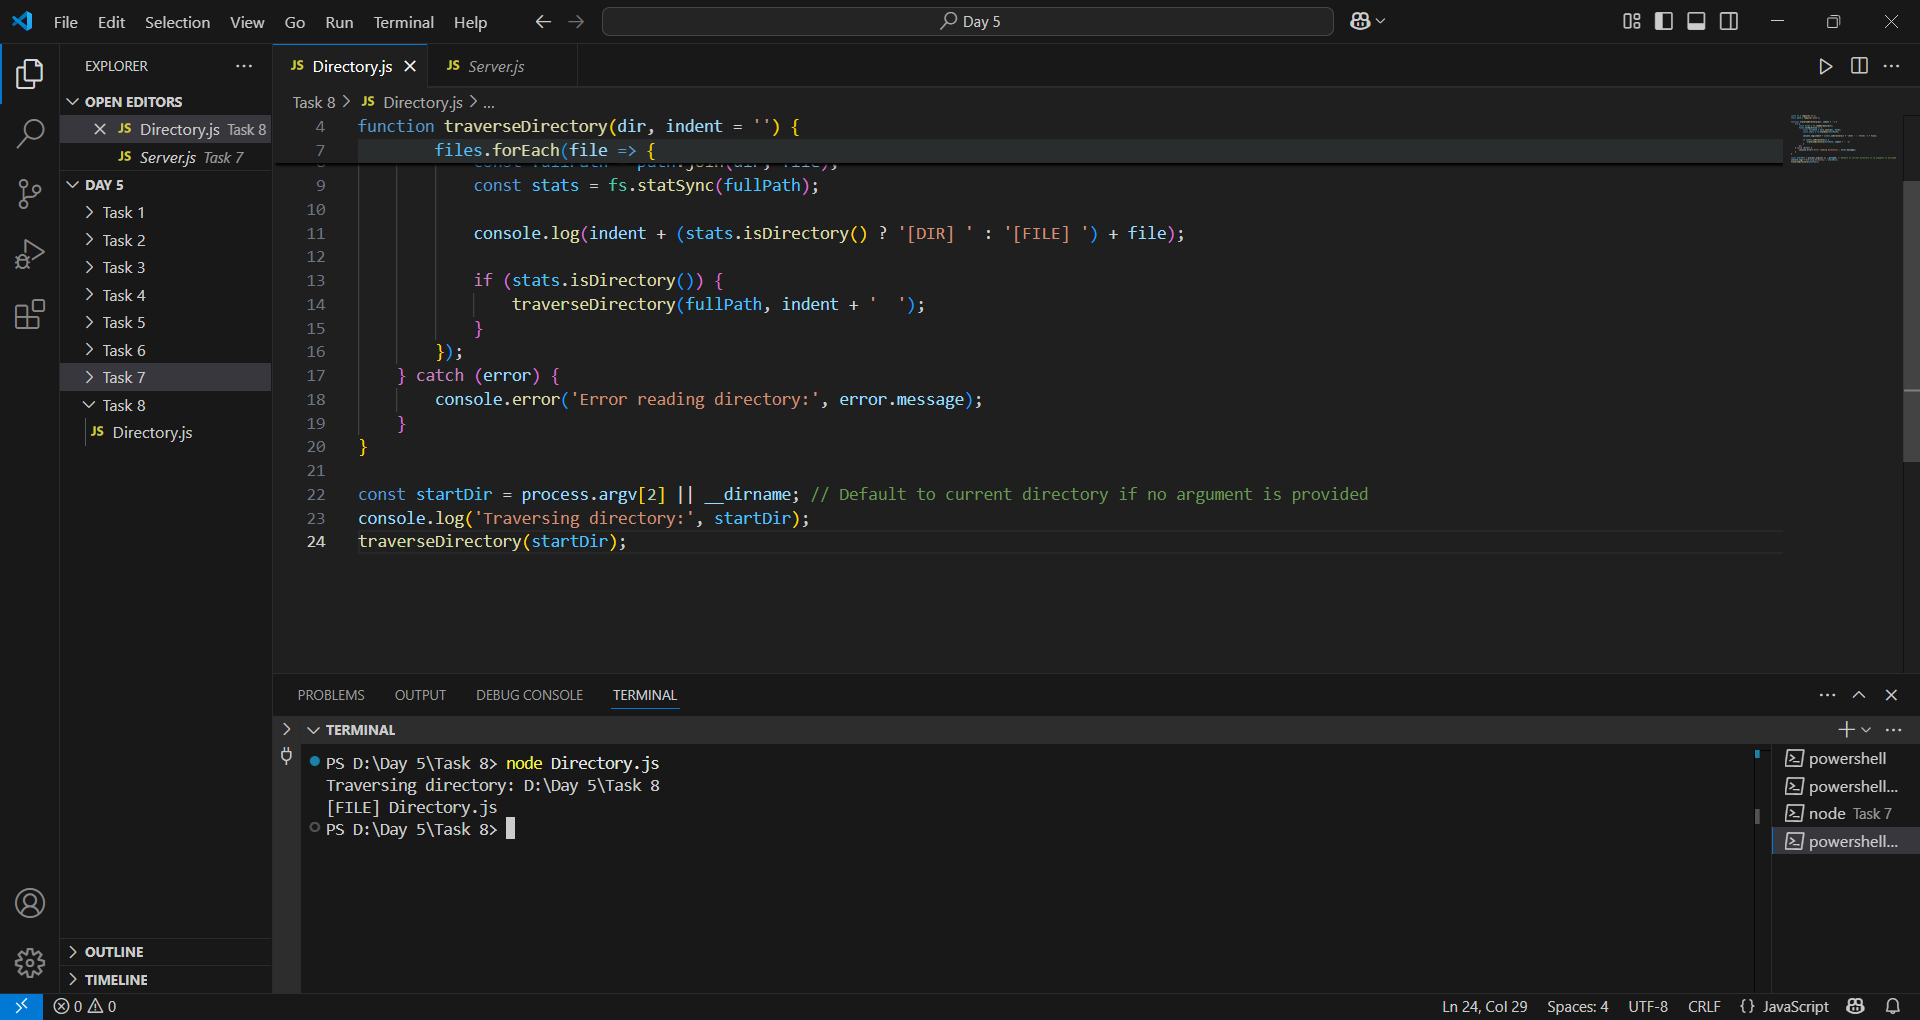 File Edit Selection View Go Run Terminal Help
Day 5
EXPLORER
OPEN EDITORS
Directory.js Task 8
Server.js Task 7
DAY 5
Task 1
Task 2
Task 3
Task 4
Task 5
Task 6
Task 7
Task 8
JS Directory.js
OUTLINE
TIMELINE
JS Directory.js
JS Server.js
Task 8 > JS Directory.js > ...
4 function traverseDirectory(dir, indent = '') {
7 files.forEach(file => {
9 const stats = fs.statSync(fullPath);
10
11 console.log(indent + (stats.isDirectory() ? '[DIR] ' : '[FILE] ') + file);
12
13 if (stats.isDirectory()) {
14 traverseDirectory(fullPath, indent + '  ');
15 }
16 });
17 } catch (error) {
18 console.error('Error reading directory:', error.message);
19 }
20 }
21
22 const startDir = process.argv[2] || __dirname; // Default to current directory if no argument is provided
23 console.log('Traversing directory:', startDir);
24 traverseDirectory(startDir);
PROBLEMS OUTPUT DEBUG CONSOLE TERMINAL
TERMINAL
PS D:\Day 5\Task 8> node Directory.js
Traversing directory: D:\Day 5\Task 8
[FILE] Directory.js
PS D:\Day 5\Task 8>
powershell
powershell...
node Task 7
powershell...
0 0
Ln 24, Col 29 Spaces: 4 UTF-8 CRLF {} JavaScript